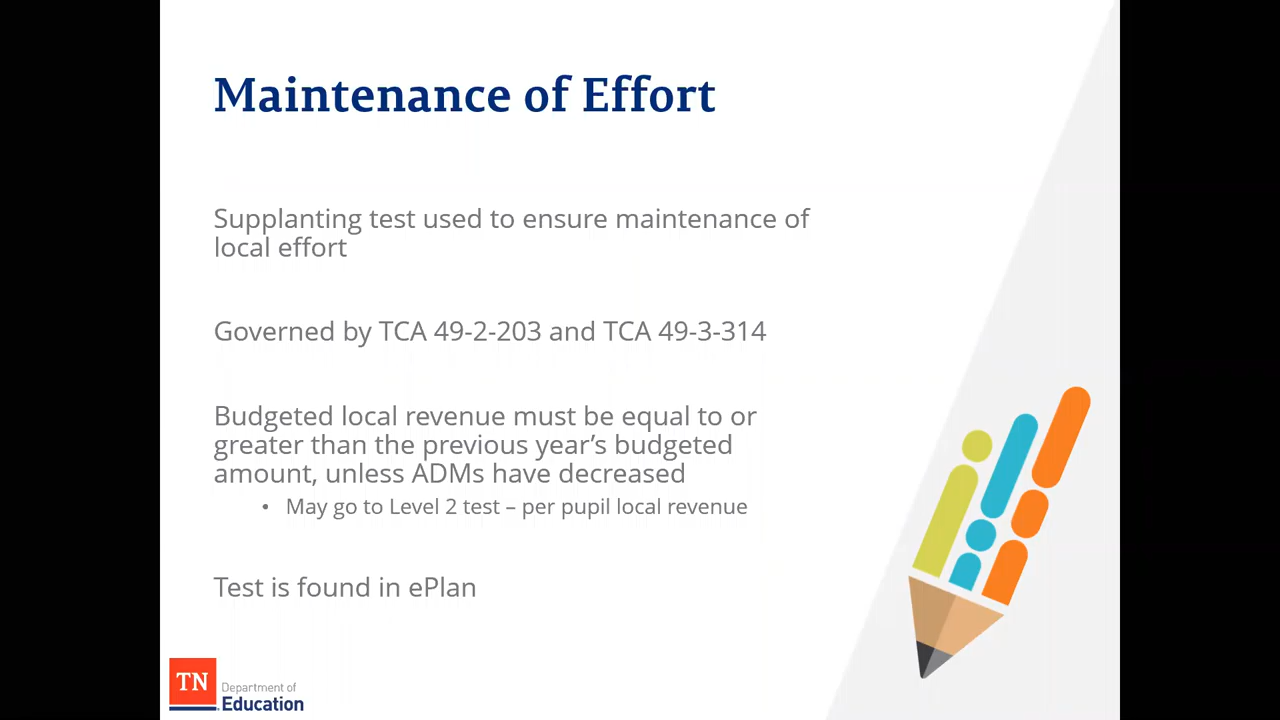 Maintenance of Effort
Supplanting test used to ensure maintenance of
local effort
Governed by TCA 49-2-203 and TCA 49-3-314
Budgeted local revenue must be equal to or
greater than the previous year’s budgeted
amount, unless ADMs have decreased
• May go to Level 2 test – per pupil local revenue
Test is found in ePlan
TN
Department of
Education